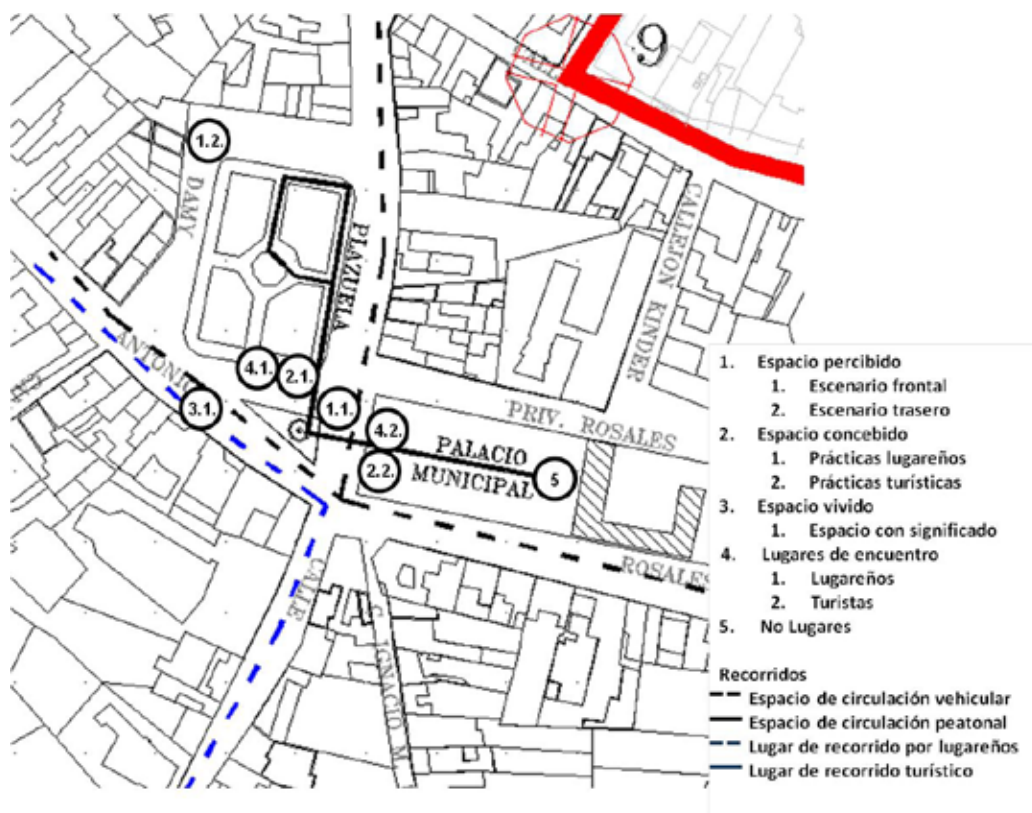 9
CALL
1.2.
DAMY
PLAZUELA
CALLEJON KINDER
ANTONIO
4.1.
2.1.
3.1.
1.1.
4.2.
2.2.
PRIV. ROSALES
PALACIO
MUNICIPAL
5
ROSALES
CALLE
C. IGNACIO M.
1. Espacio percibido
1. Escenario frontal
2. Escenario trasero
2. Espacio concebido
1. Prácticas lugareños
2. Prácticas turísticas
3. Espacio vivido
1. Espacio con significado
4. Lugares de encuentro
1. Lugareños
2. Turistas
5. No Lugares
Recorridos
Espacio de circulación vehicular
Espacio de circulación peatonal
Lugar de recorrido por lugareños
Lugar de recorrido turístico